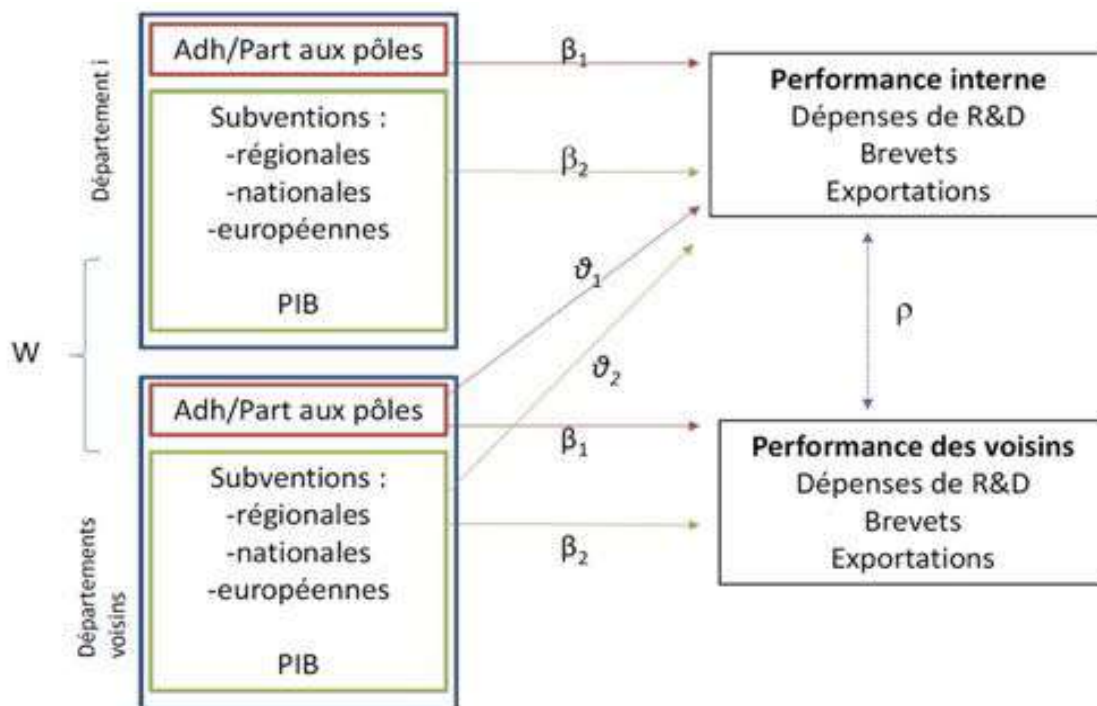 Département i
Adh/Part aux pôles
Subventions :
-régionales
-nationales
-européennes
PIB
β1
β2
ϑ1
ϑ2
Performance interne
Dépenses de R&D
Brevets
Exportations
W
ρ
Départements
voisins
Adh/Part aux pôles
Subventions :
-régionales
-nationales
-européennes
PIB
β1
β2
Performance des voisins
Dépenses de R&D
Brevets
Exportations